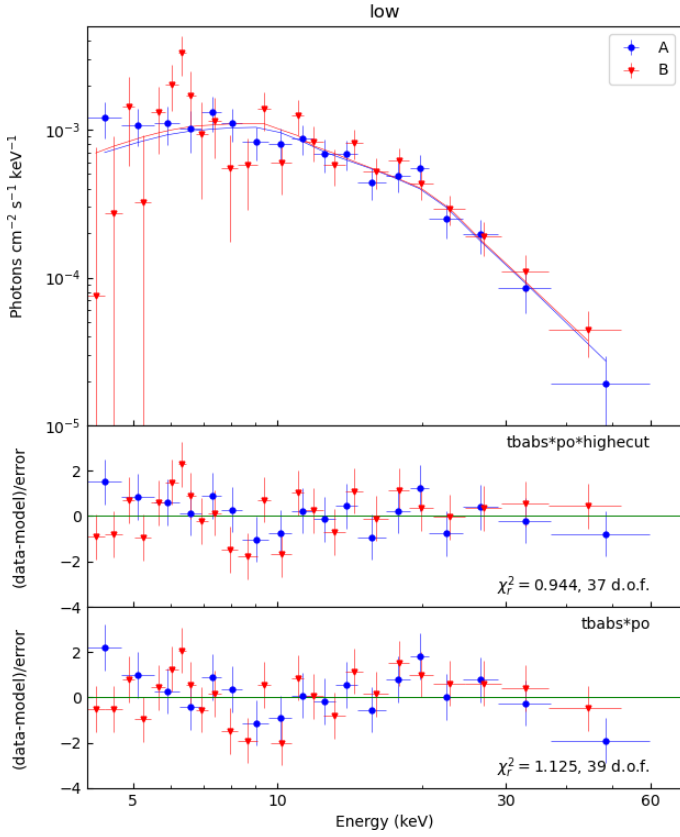 low
A
B
Photons cm⁻² s⁻¹ keV⁻¹
10⁻³
10⁻⁴
10⁻⁵
tbabs*po*highecut
(data-model)/error
2
0
−2
−4
χ_r² = 0.944, 37 d.o.f.
tbabs*po
(data-model)/error
2
0
−2
−4
χ_r² = 1.125, 39 d.o.f.
5
10
30
60
Energy (keV)